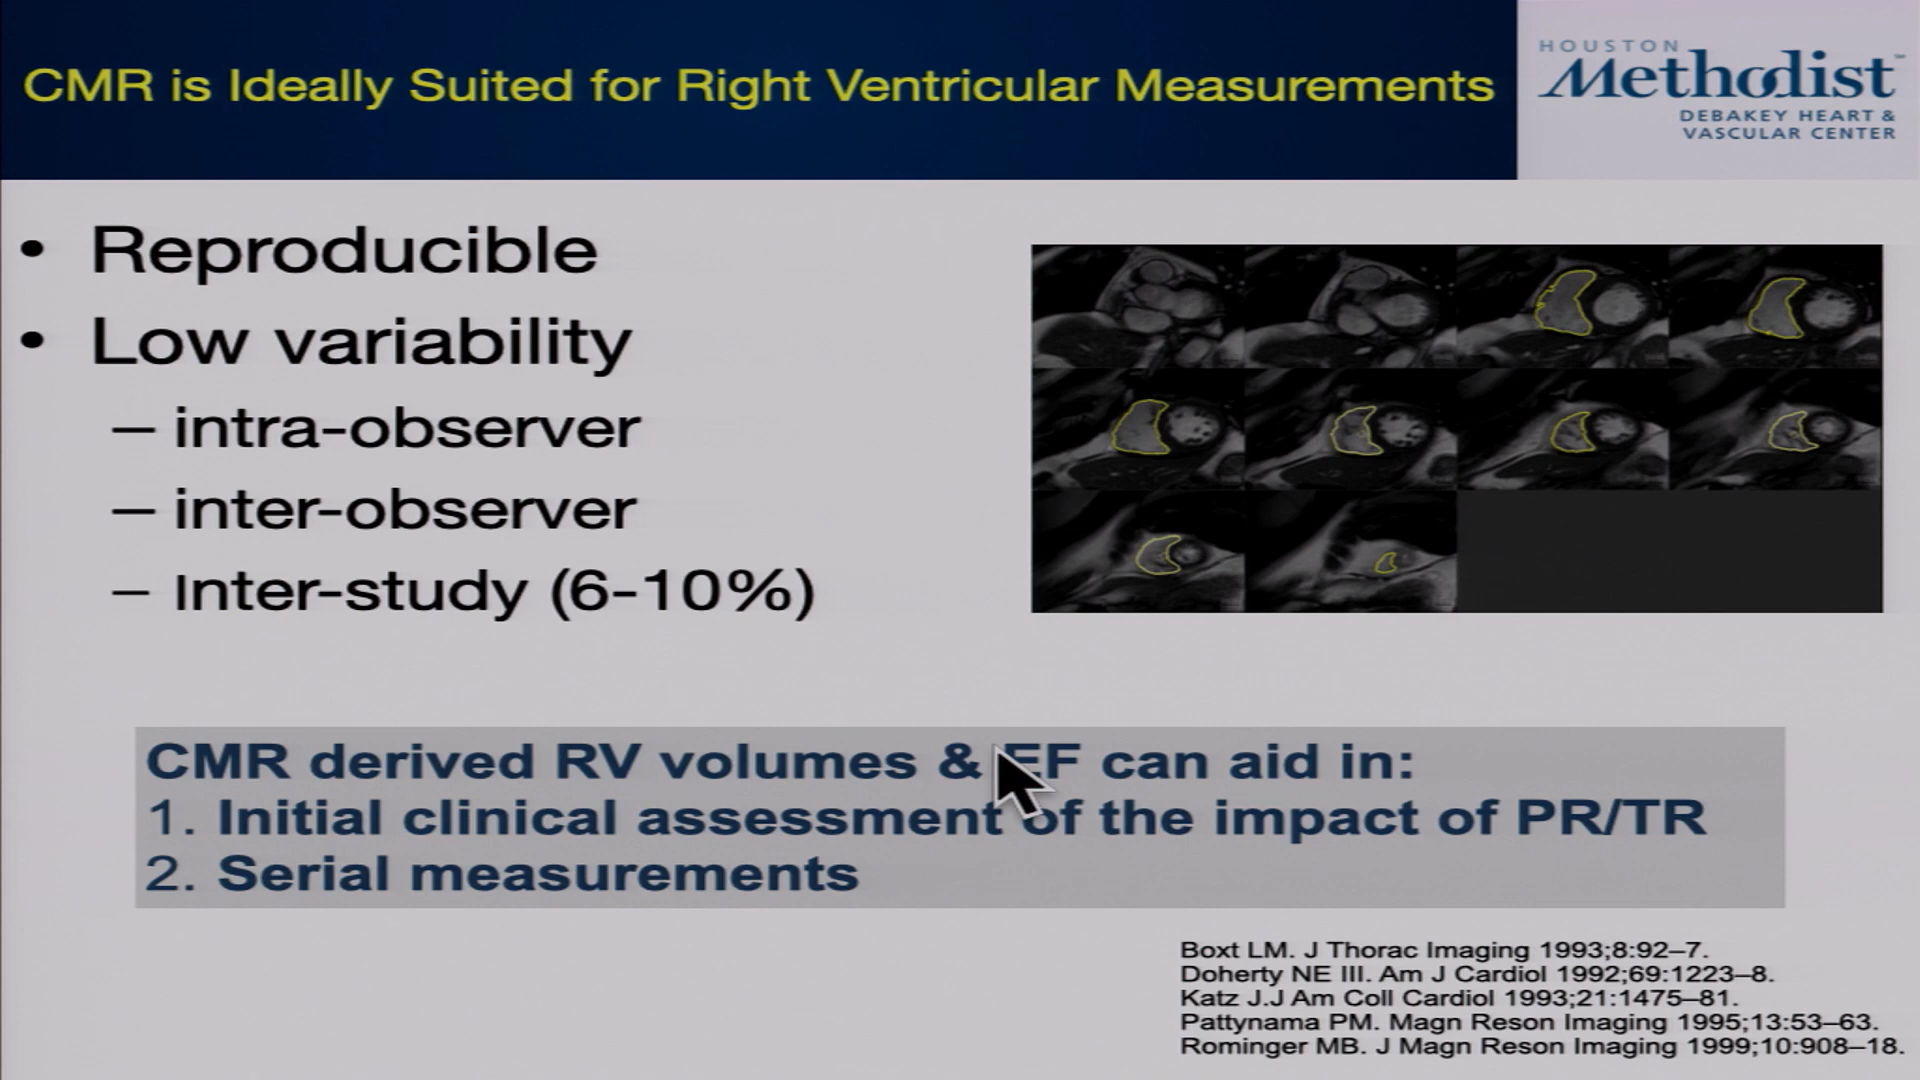 CMR is Ideally Suited for Right Ventricular Measurements
HOUSTON
Methodist
DEBAKEY HEART &
VASCULAR CENTER
• Reproducible
• Low variability
– intra-observer
– inter-observer
– Inter-study (6-10%)
CMR derived RV volumes & EF can aid in:
1. Initial clinical assessment of the impact of PR/TR
2. Serial measurements
Boxt LM. J Thorac Imaging 1993;8:92–7.
Doherty NE III. Am J Cardiol 1992;69:1223–8.
Katz J.J Am Coll Cardiol 1993;21:1475–81.
Pattynama PM. Magn Reson Imaging 1995;13:53–63.
Rominger MB. J Magn Reson Imaging 1999;10:908–18.